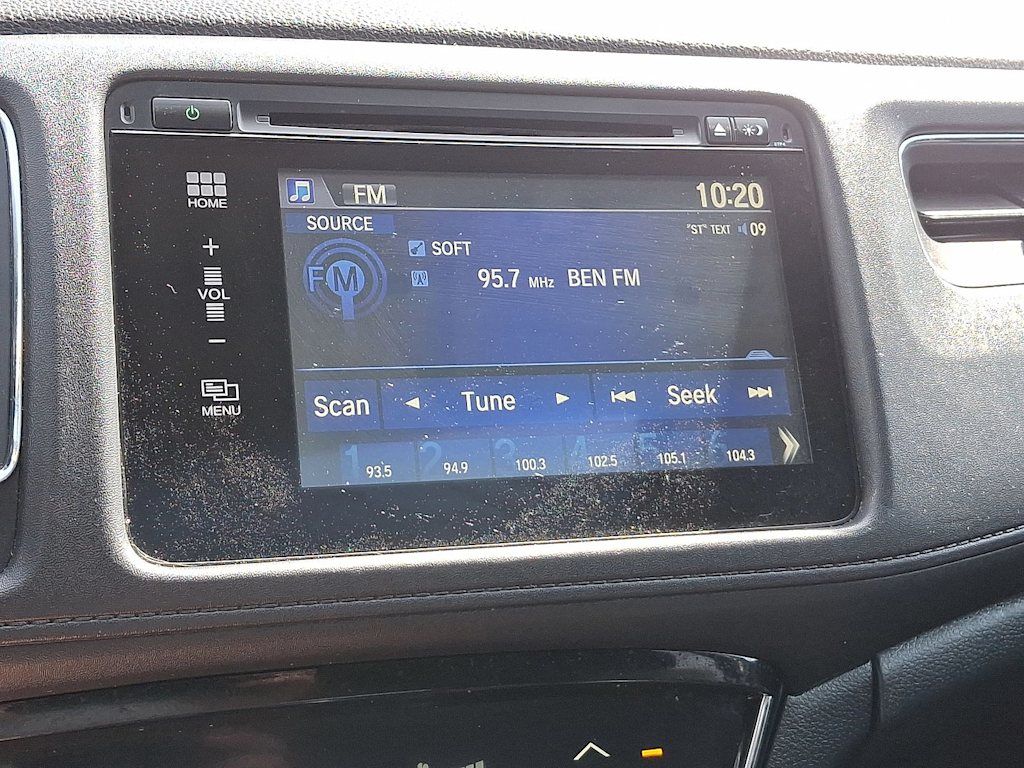 HOME
+
VOL
−
MENU
FM 10:20
SOURCE
"ST" TEXT 09
FM
SOFT
95.7 MHz BEN FM
Scan Tune Seek
1 93.5 2 94.9 3 100.3 4 102.5 5 105.1 6 104.3